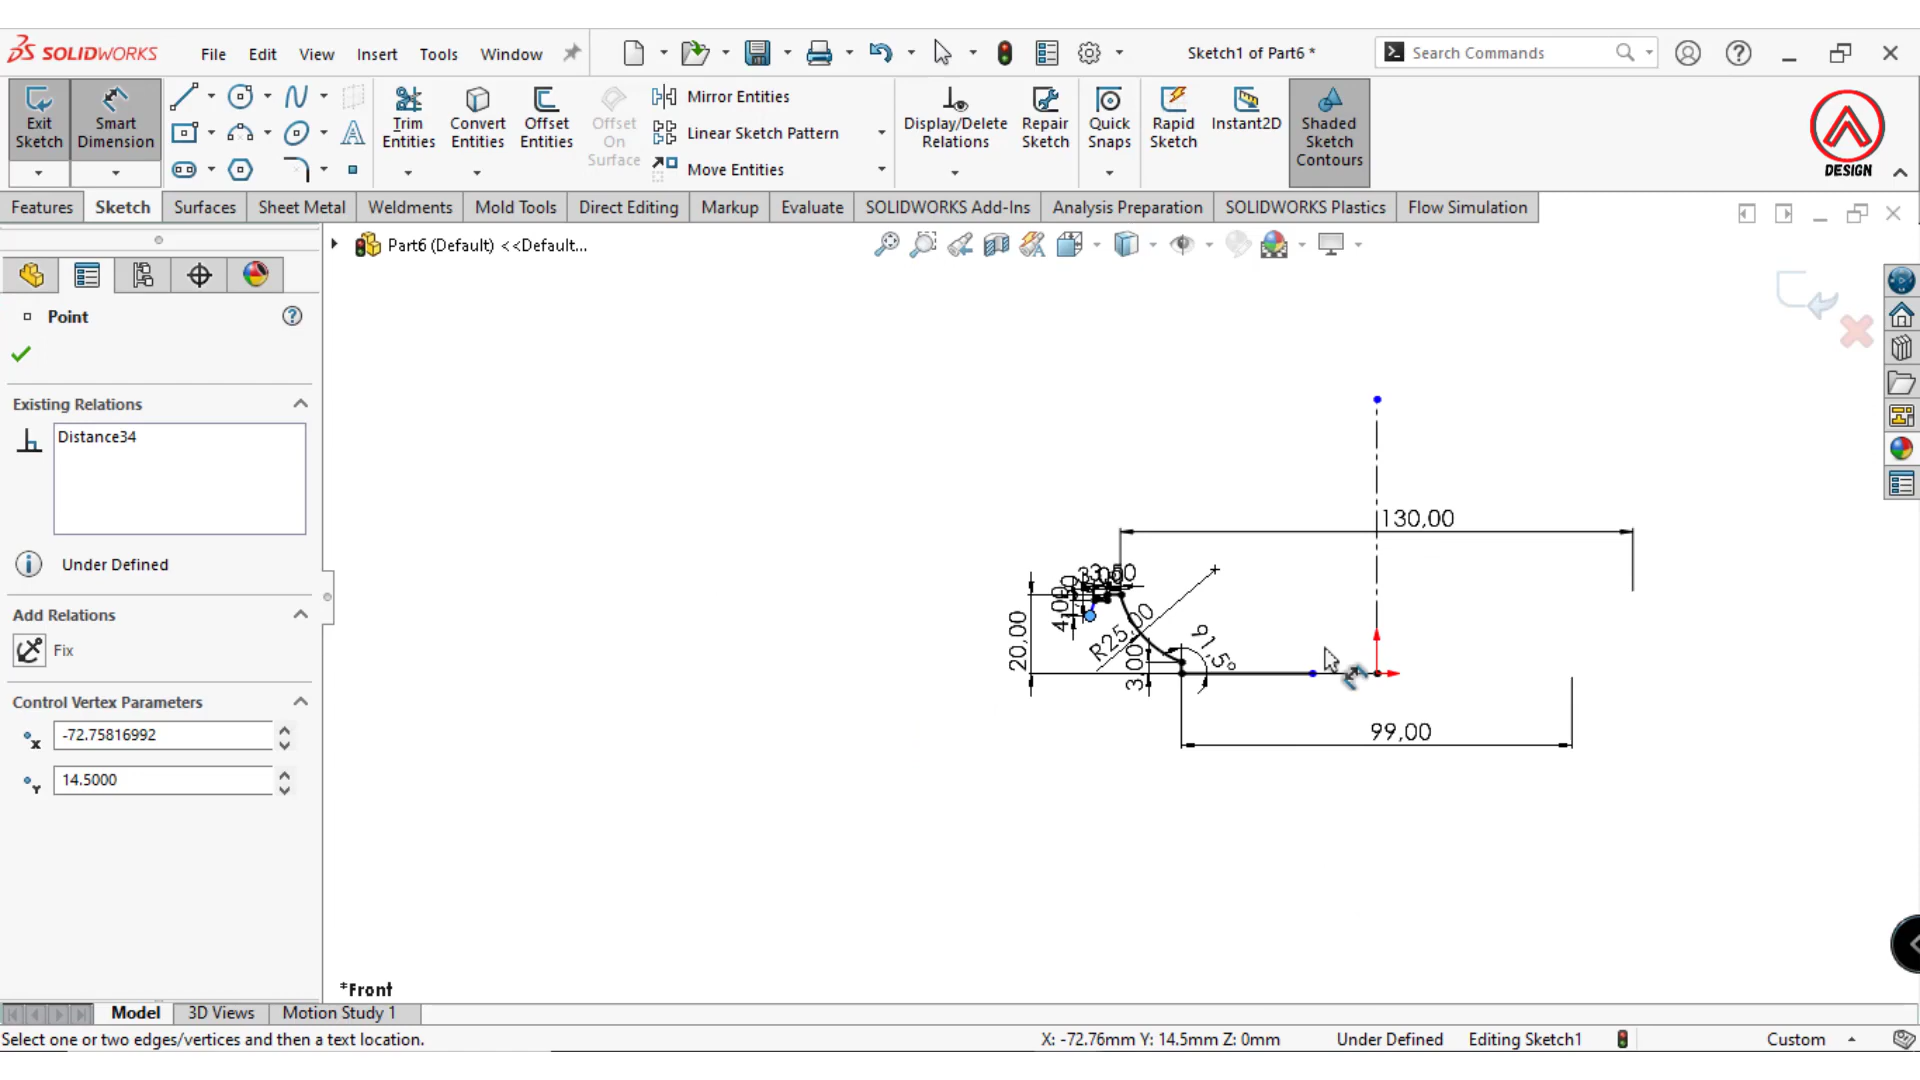 SOLIDWORKS File Edit View Insert Tools Window Sketch1 of Part6 * Search Commands
Exit Sketch
Smart Dimension
Trim Entities
Convert Entities
Offset Entities
Offset On Surface
Mirror Entities
Linear Sketch Pattern
Move Entities
Display/Delete Relations
Repair Sketch
Quick Snaps
Rapid Sketch
Instant2D
Shaded Sketch Contours
DESIGN
Features Sketch Surfaces Sheet Metal Weldments Mold Tools Direct Editing Markup Evaluate SOLIDWORKS Add-Ins Analysis Preparation SOLIDWORKS Plastics Flow Simulation
Part6 (Default) <<Default...
Point
Existing Relations
Distance34
Under Defined
Add Relations
Fix
Control Vertex Parameters
-72.75816992
14.5000
130,00
4,00
20,00
R25,00
91,5°
3,00
99,00
*Front
Model 3D Views Motion Study 1
Select one or two edges/vertices and then a text location. X: -72.76mm Y: 14.5mm Z: 0mm Under Defined Editing Sketch1 Custom